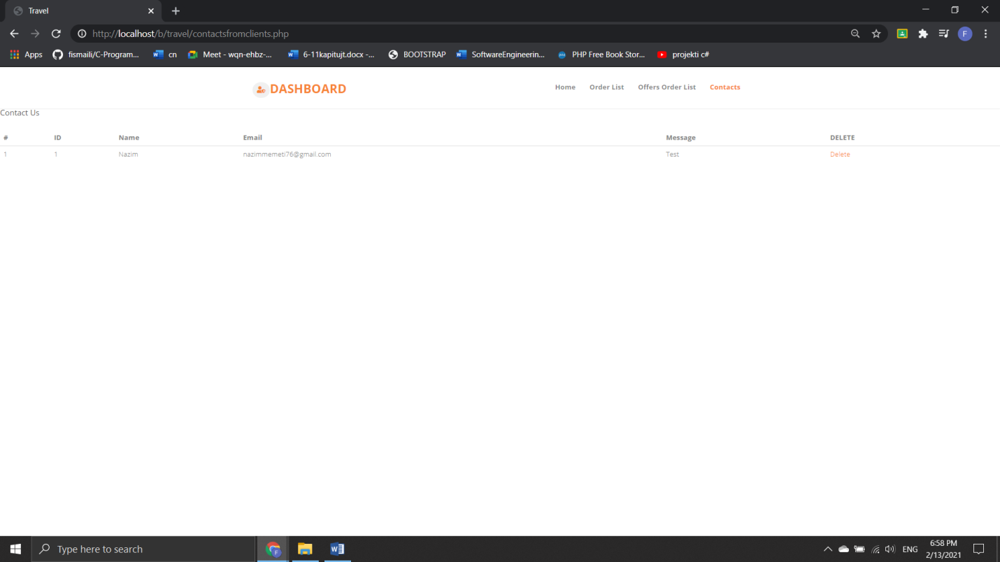 Travel
http://localhost/b/travel/contactsfromclients.php
F
Apps fismaili/C-Program... cn Meet - wqn-ehbz-... 6-11kapitujt.docx -... BOOTSTRAP SoftwareEngineerin... PHP Free Book Stor... projekti c#
DASHBOARD Home Order List Offers Order List Contacts
Contact Us
# ID Name Email Message DELETE
1 1 Nazim nazimmemeti76@gmail.com Test Delete
Type here to search
ENG
6:58 PM
2/13/2021